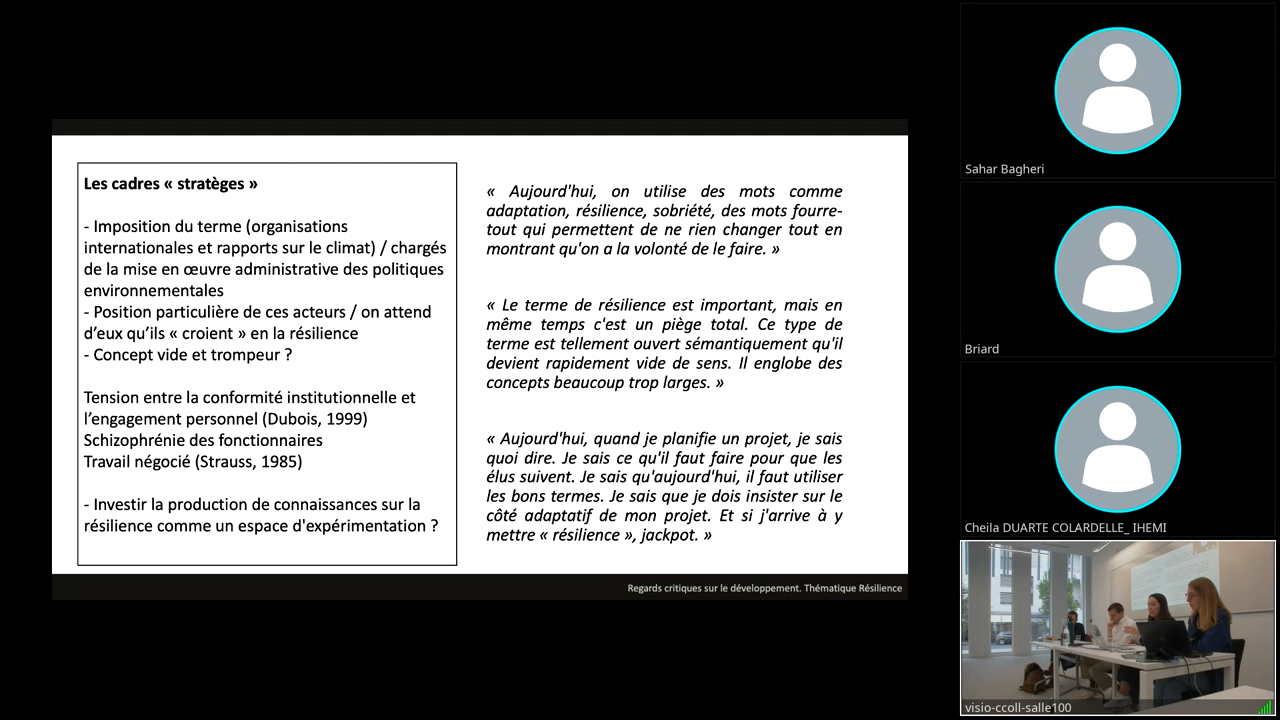 Les cadres « stratèges »
- Imposition du terme (organisations
internationales et rapports sur le climat) / chargés
de la mise en œuvre administrative des politiques
environnementales
- Position particulière de ces acteurs / on attend
d’eux qu’ils « croient » en la résilience
- Concept vide et trompeur ?
Tension entre la conformité institutionnelle et
l’engagement personnel (Dubois, 1999)
Schizophrénie des fonctionnaires
Travail négocié (Strauss, 1985)
- Investir la production de connaissances sur la
résilience comme un espace d'expérimentation ?
« Aujourd'hui, on utilise des mots comme
adaptation, résilience, sobriété, des mots fourre-
tout qui permettent de ne rien changer tout en
montrant qu'on a la volonté de le faire. »
« Le terme de résilience est important, mais en
même temps c'est un piège total. Ce type de
terme est tellement ouvert sémantiquement qu'il
devient rapidement vide de sens. Il englobe des
concepts beaucoup trop larges. »
« Aujourd'hui, quand je planifie un projet, je sais
quoi dire. Je sais ce qu'il faut faire pour que les
élus suivent. Je sais qu'aujourd'hui, il faut utiliser
les bons termes. Je sais que je dois insister sur le
côté adaptatif de mon projet. Et si j'arrive à y
mettre « résilience », jackpot. »
Regards critiques sur le développement. Thématique Résilience
Sahar Bagheri
Briard
Cheila DUARTE COLARDELLE_ IHEMI
visio-ccoll-salle100